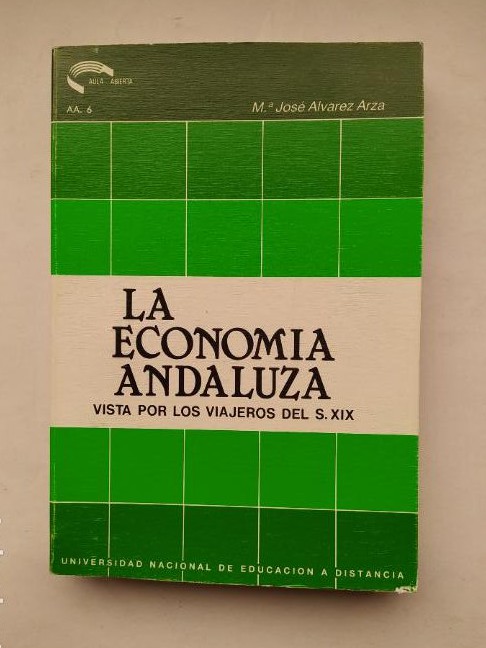 AULA ABIERTA
AA. 6
M.ª José Alvarez Arza
LA
ECONOMIA
ANDALUZA
VISTA POR LOS VIAJEROS DEL S. XIX
UNIVERSIDAD NACIONAL DE EDUCACION A DISTANCIA